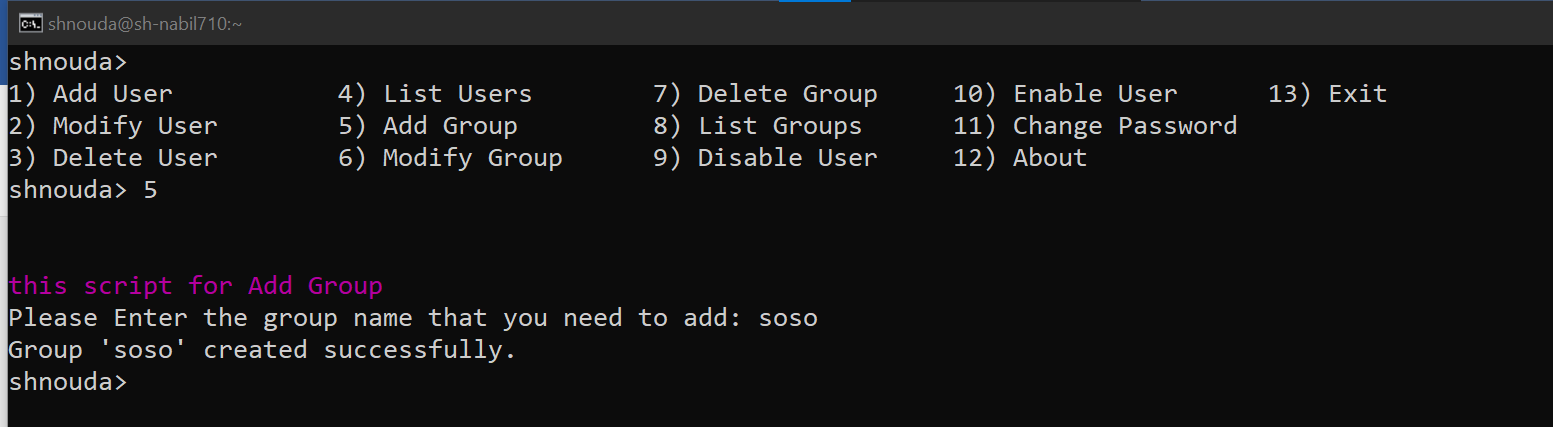 shnouda@sh-nabil710:~
shnouda>
1) Add User 4) List Users 7) Delete Group 10) Enable User 13) Exit
2) Modify User 5) Add Group 8) List Groups 11) Change Password
3) Delete User 6) Modify Group 9) Disable User 12) About
shnouda> 5
this script for Add Group
Please Enter the group name that you need to add: soso
Group 'soso' created successfully.
shnouda>